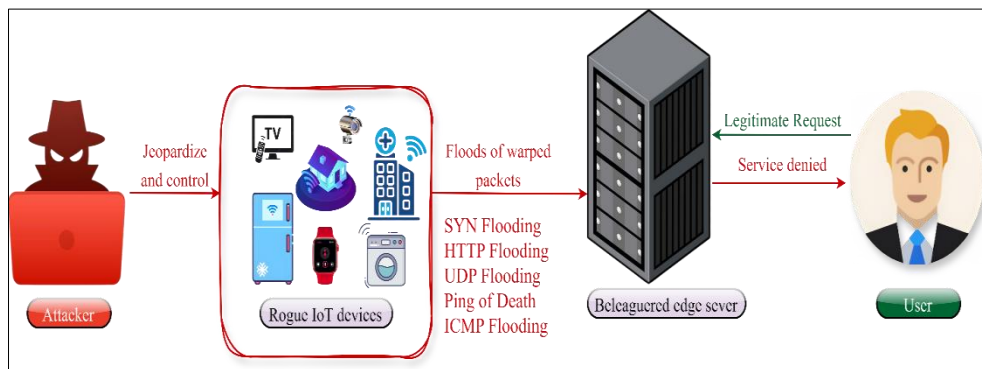 Jeopardize
and control
TV
Floods of warped
packets
SYN Flooding
HTTP Flooding
UDP Flooding
Ping of Death
ICMP Flooding
Legitimate Request
Service denied
Attacker
Rogue IoT devices
Beleaguered edge sever
User